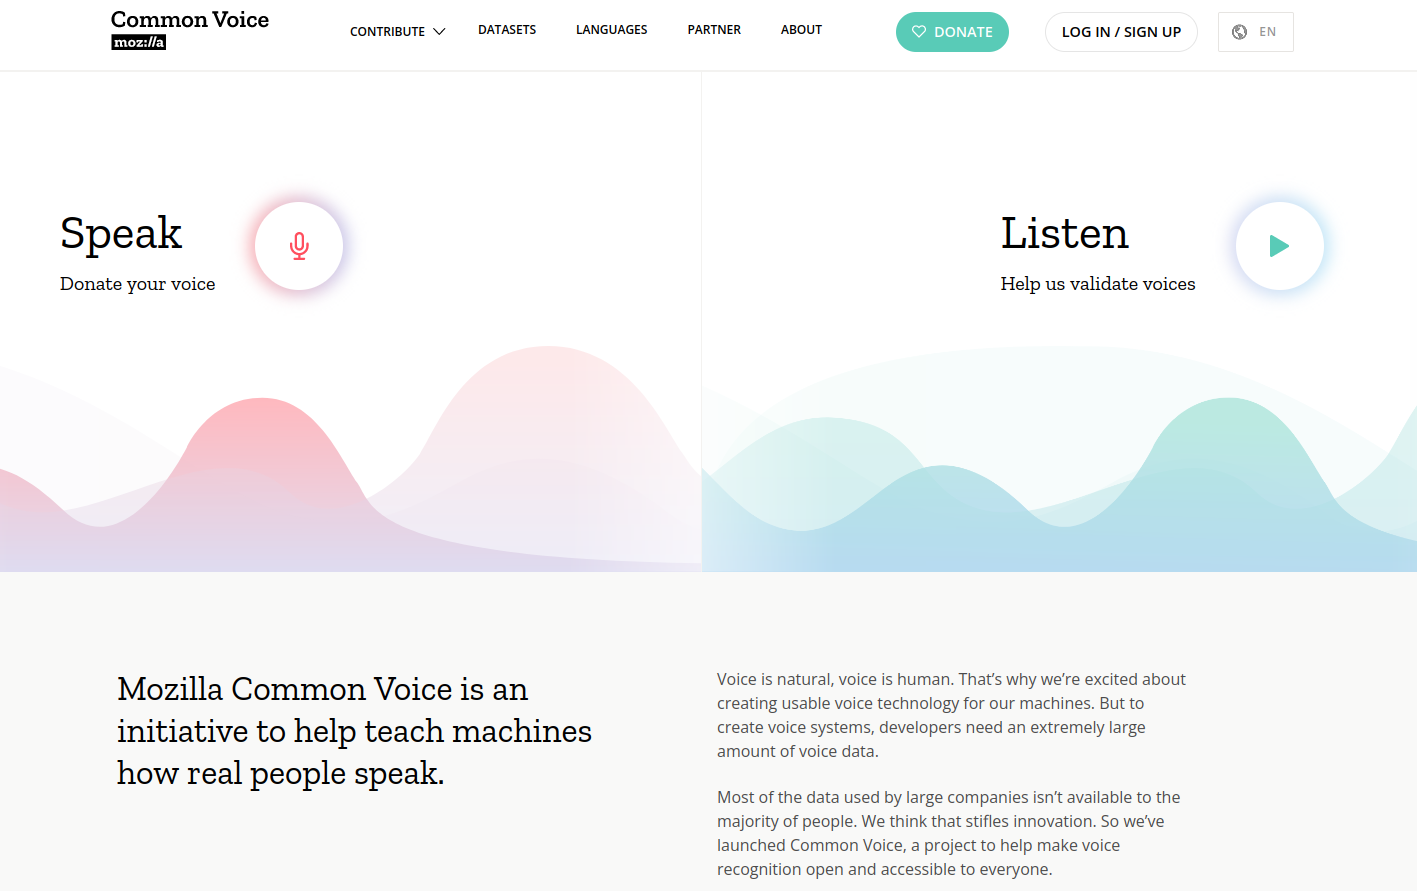 Common Voice
moz://a
CONTRIBUTE
DATASETS
LANGUAGES
PARTNER
ABOUT
DONATE
LOG IN / SIGN UP
EN
Speak
Donate your voice
Listen
Help us validate voices
Mozilla Common Voice is an
initiative to help teach machines
how real people speak.
Voice is natural, voice is human. That’s why we’re excited about
creating usable voice technology for our machines. But to
create voice systems, developers need an extremely large
amount of voice data.
Most of the data used by large companies isn’t available to the
majority of people. We think that stifles innovation. So we’ve
launched Common Voice, a project to help make voice
recognition open and accessible to everyone.